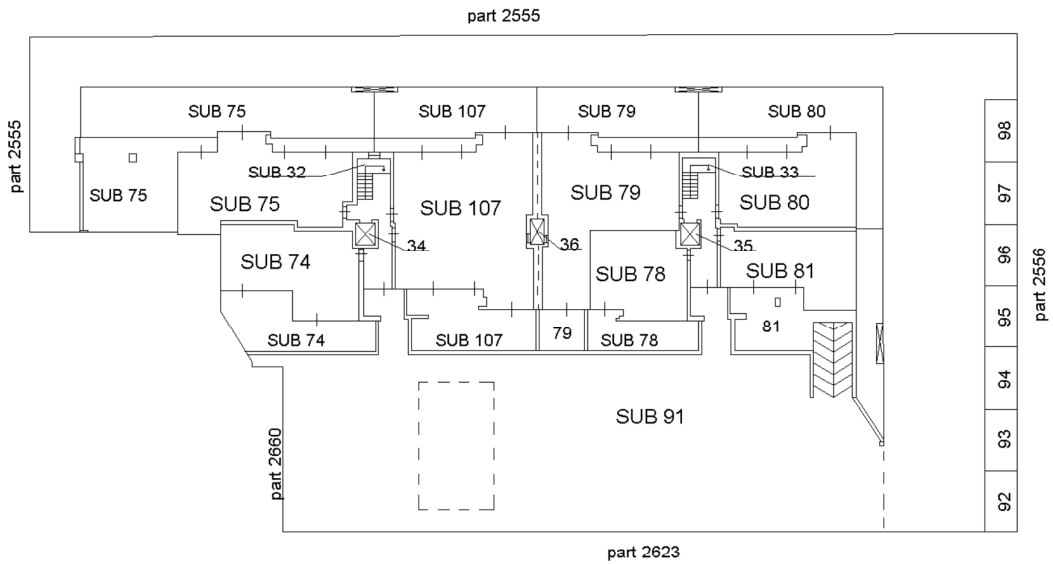 part 2555
part 2555
SUB 75
SUB 107
SUB 79
SUB 80
98
SUB 32
SUB 33
97
SUB 75
SUB 75
SUB 107
SUB 79
SUB 80
34
36
35
96
SUB 74
SUB 78
SUB 81
part 2556
95
SUB 74
SUB 107
79
SUB 78
81
94
SUB 91
93
part 2660
92
part 2623